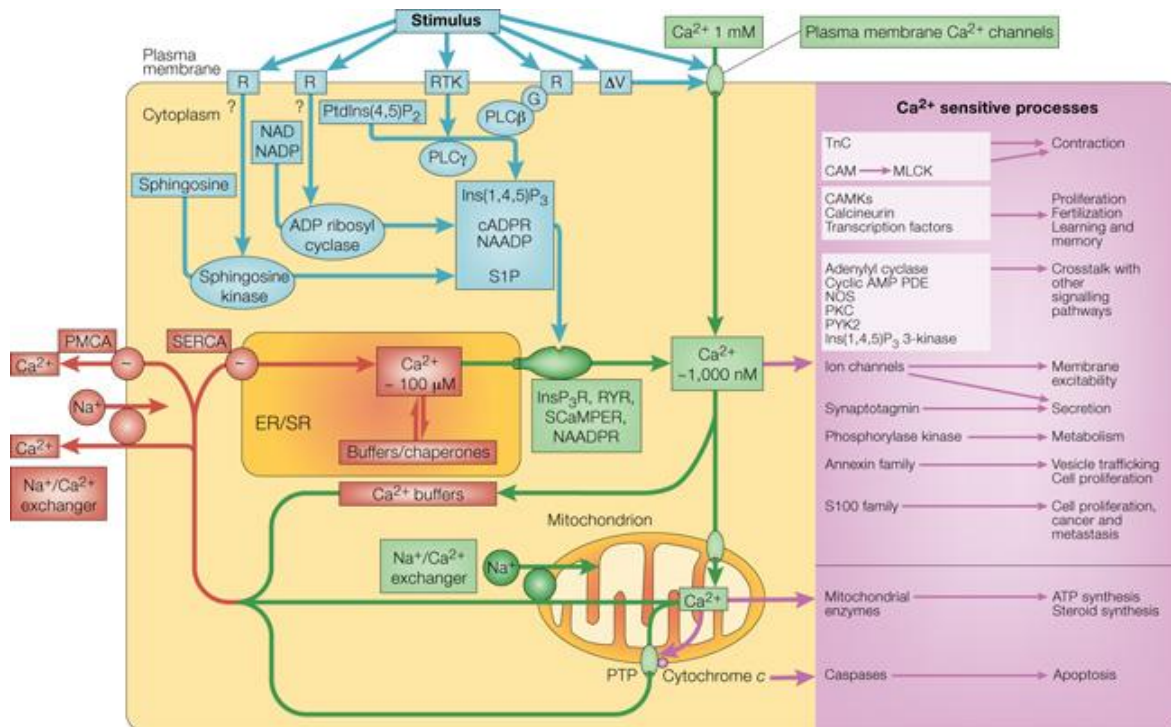 Stimulus
Ca²⁺ 1 mM
Plasma membrane Ca²⁺ channels
Plasma
membrane
R
R
RTK
R
ΔV
?
?
Cytoplasm
PtdIns(4,5)P₂
G
PLCβ
NAD
NADP
PLCγ
Sphingosine
ADP ribosyl
cyclase
Ins(1,4,5)P₃
cADPR
NAADP
S1P
Sphingosine
kinase
PMCA
SERCA
Ca²⁺
~
~
Ca²⁺
~ 100 μM
Ca²⁺
~1,000 nM
Na⁺
InsP₃R, RYR,
SCaMPER,
NAADPR
ER/SR
Buffers/chaperones
Ca²⁺
Na⁺/Ca²⁺
exchanger
Ca²⁺ buffers
Mitochondrion
Na⁺/Ca²⁺
exchanger
Na⁺
Ca²⁺
PTP
Cytochrome c
Ca²⁺ sensitive processes
TnC
Contraction
CAM MLCK
CAMKs
Calcineurin
Transcription factors
Proliferation
Fertilization
Learning and
memory
Adenylyl cyclase
Cyclic AMP PDE
NOS
PKC
PYK2
Ins(1,4,5)P₃ 3-kinase
Crosstalk with
other
signalling
pathways
Ion channels
Membrane
excitability
Synaptotagmin
Secretion
Phosphorylase kinase
Metabolism
Annexin family
Vesicle trafficking
Cell proliferation
S100 family
Cell proliferation,
cancer and
metastasis
Mitochondrial
enzymes
ATP synthesis
Steroid synthesis
Caspases
Apoptosis